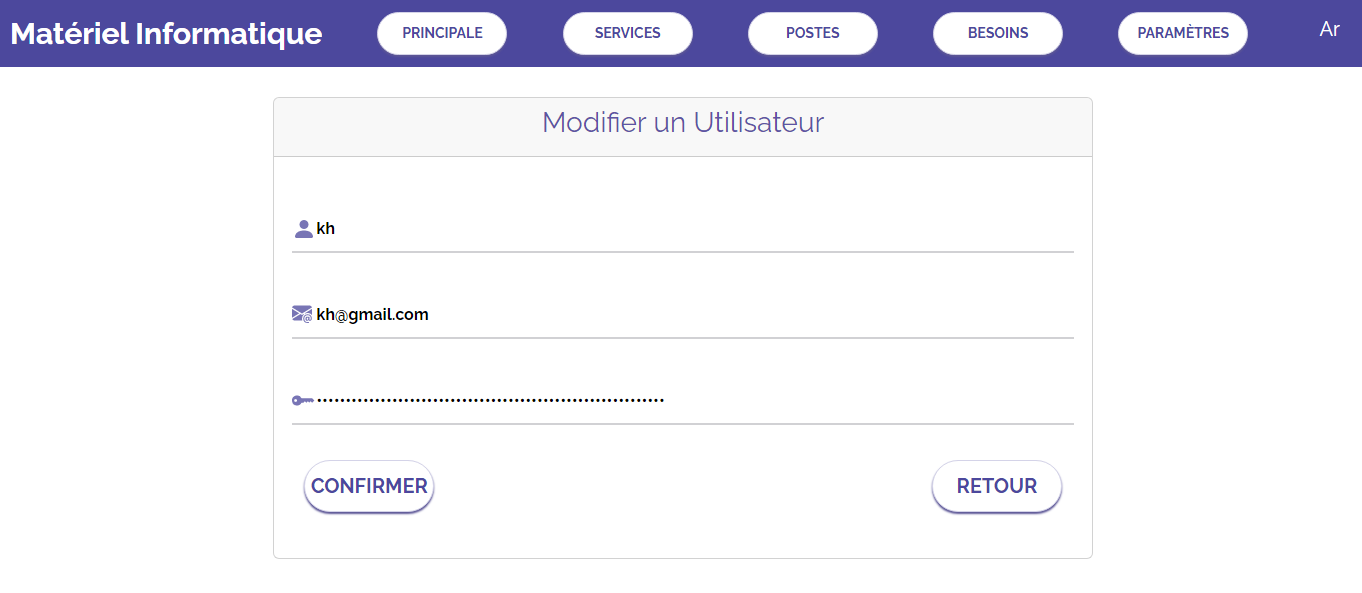 Matériel Informatique PRINCIPALE SERVICES POSTES BESOINS PARAMÈTRES Ar
Modifier un Utilisateur
kh
kh@gmail.com
CONFIRMER RETOUR